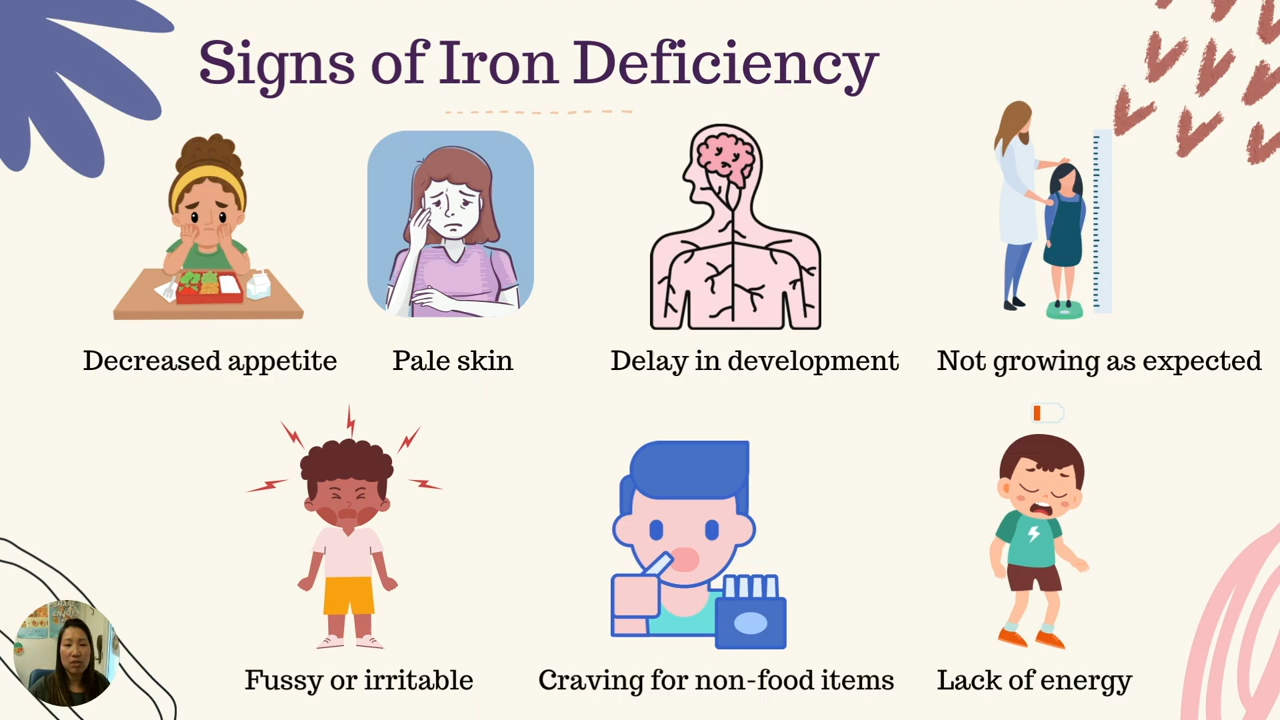 Signs of Iron Deficiency
Decreased appetite
Pale skin
Delay in development
Not growing as expected
Fussy or irritable
Craving for non-food items
Lack of energy